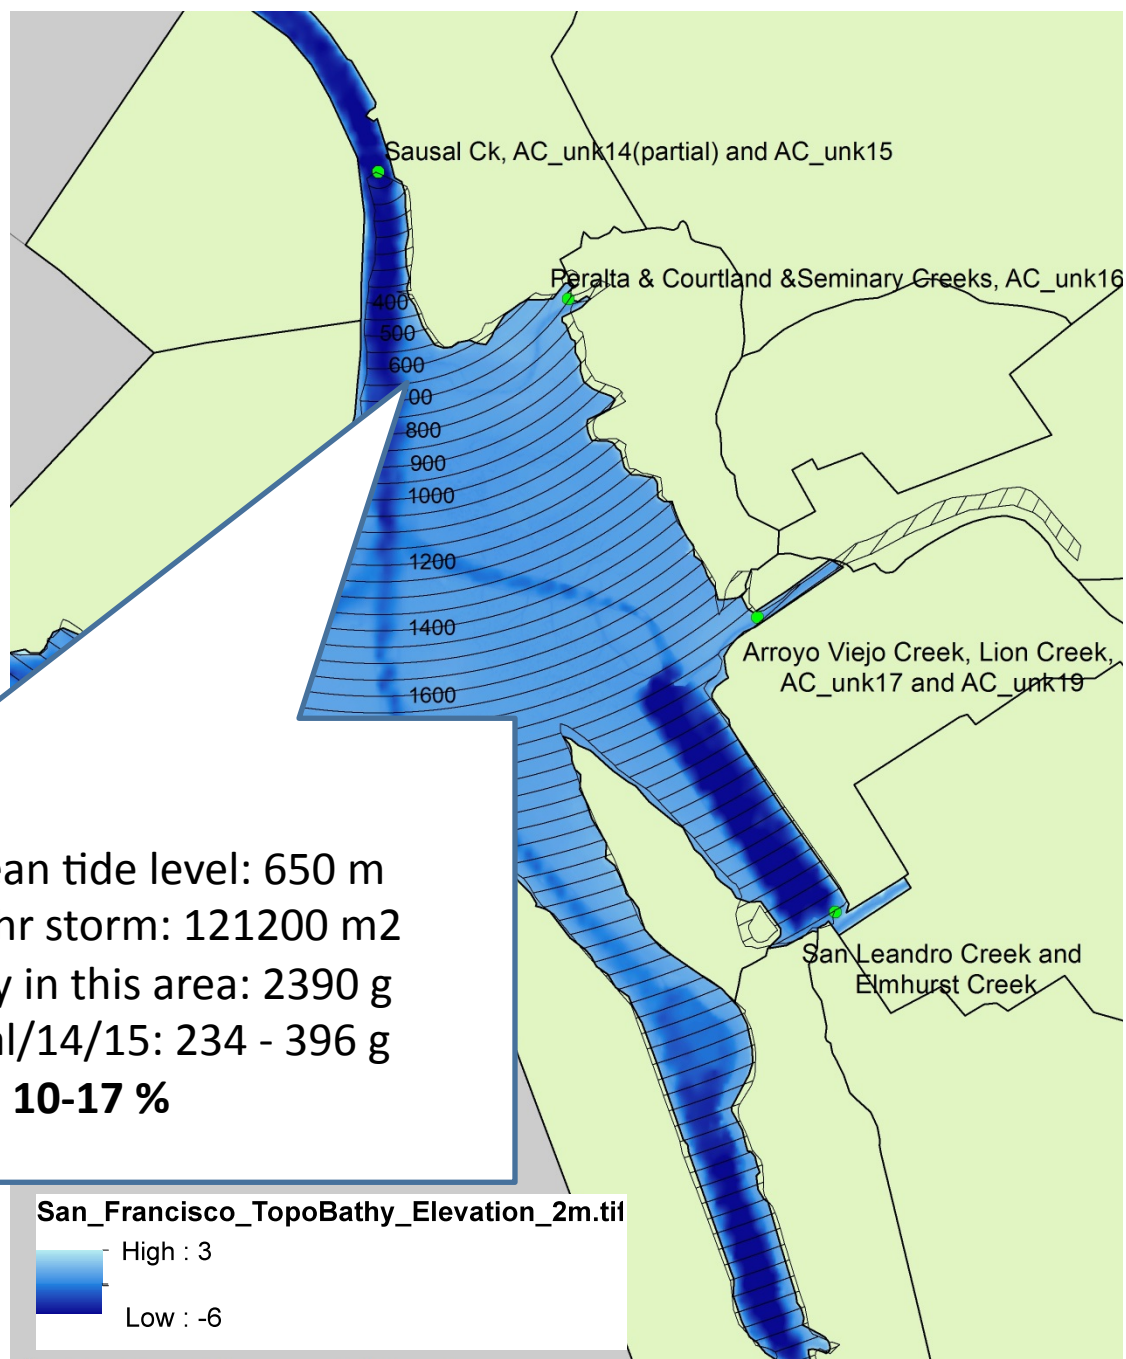 Sausal Ck, AC_unk14(partial) and AC_unk15
Peralta & Courtland &Seminary Creeks, AC_unk16
400
500
600
00
800
900
1000
1200
1400
1600
Arroyo Viejo Creek, Lion Creek,
AC_unk17 and AC_unk19
ean tide level: 650 m
hr storm: 121200 m2
y in this area: 2390 g
al/14/15: 234 - 396 g
10-17 %
San Leandro Creek and
Elmhurst Creek
San_Francisco_TopoBathy_Elevation_2m.tif
High : 3
Low : -6